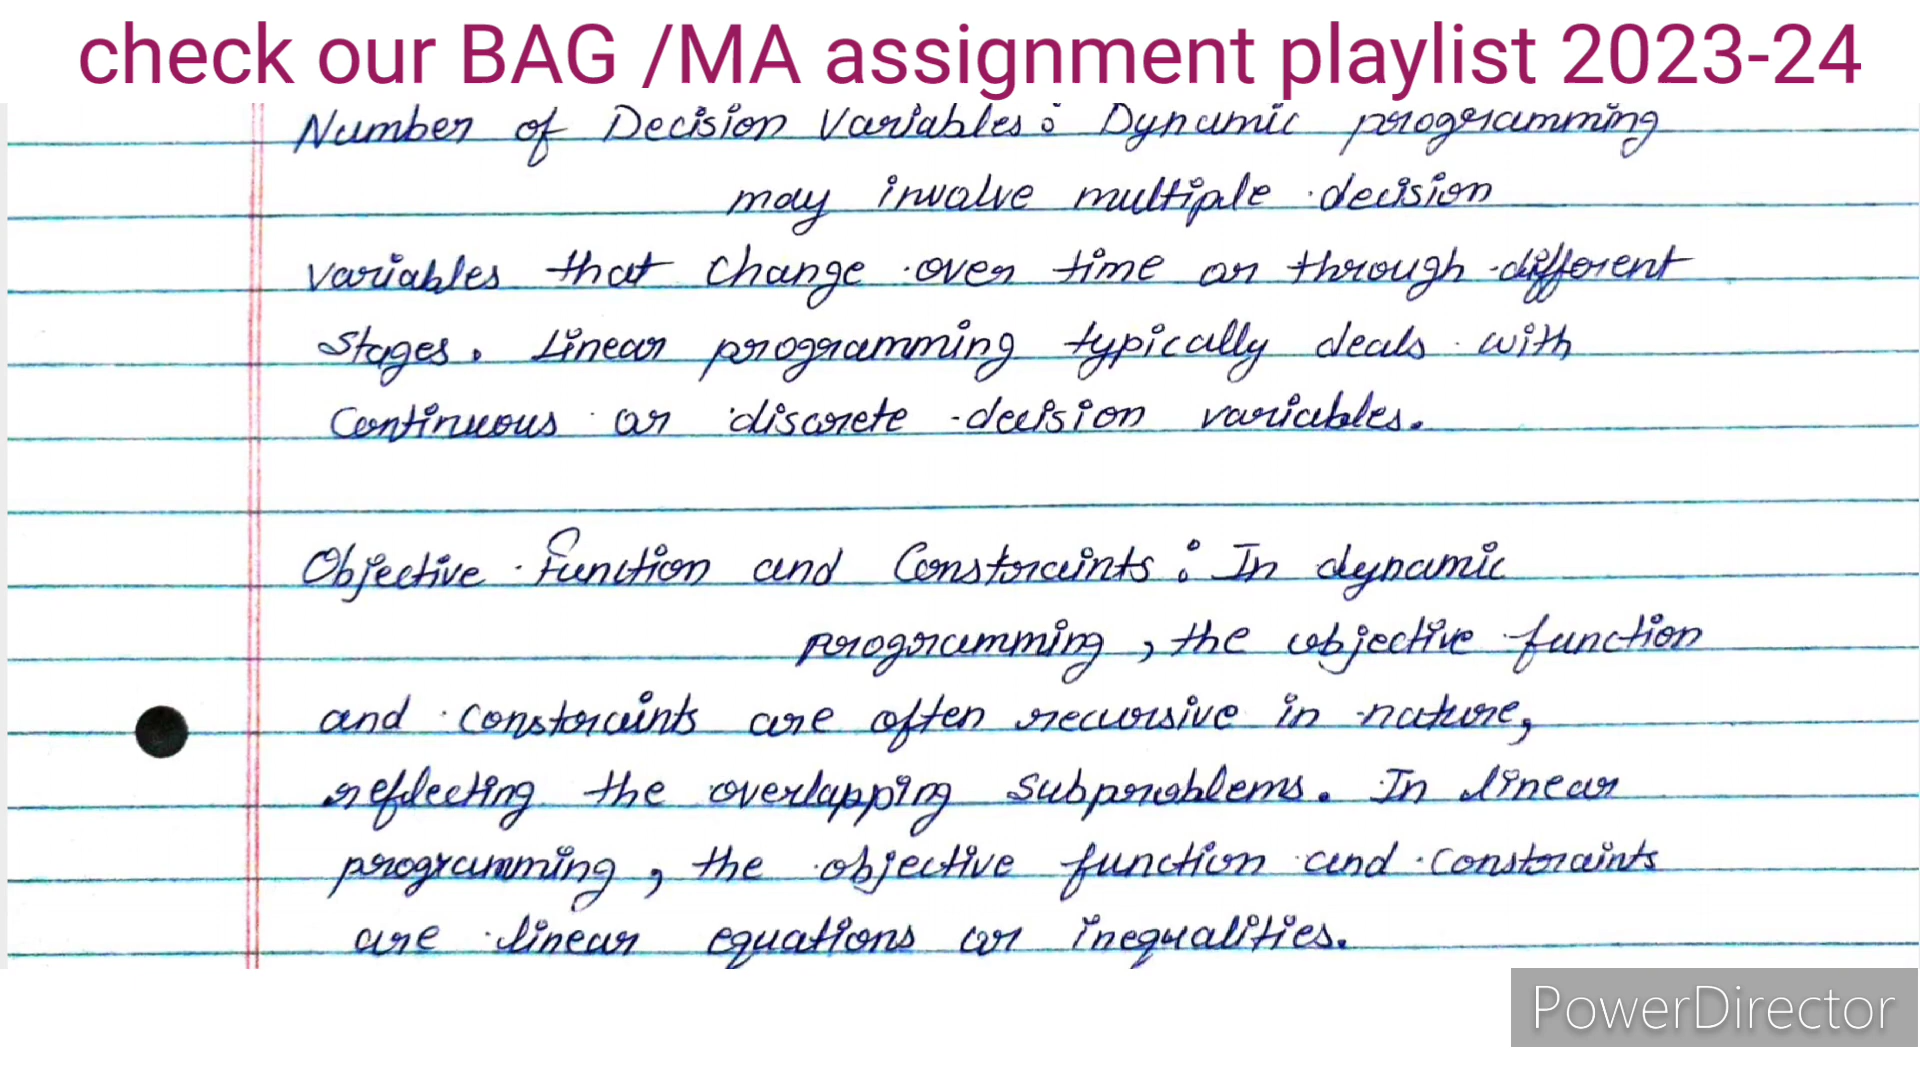 check our BAG /MA assignment playlist 2023-24
Number of Decision Variables: Dynamic programming
may involve multiple decision
variables that change over time or through different
stages. Linear programming typically deals with
continuous or discrete decision variables.
Objective Function and Constraints: In dynamic
programming, the objective function
and constraints are often recursive in nature,
reflecting the overlapping subproblems. In linear
programming, the objective function and constraints
are linear equations or inequalities.
PowerDirector